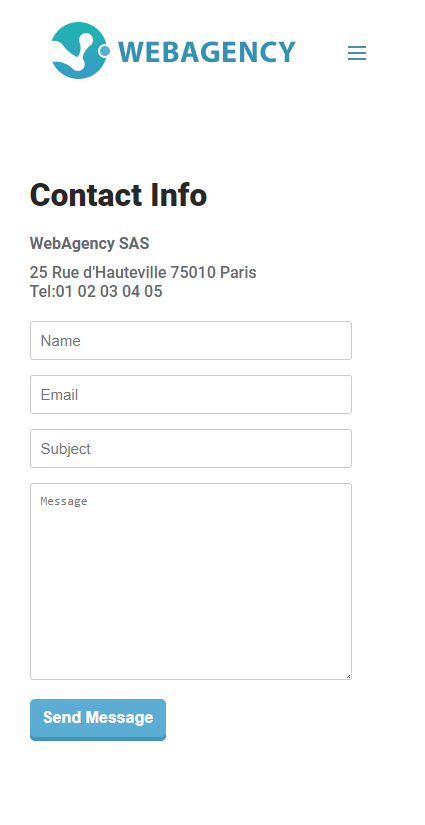 WEBAGENCY
Contact Info
WebAgency SAS
25 Rue d'Hauteville 75010 Paris
Tel:01 02 03 04 05
Name
Email
Subject
Message
Send Message